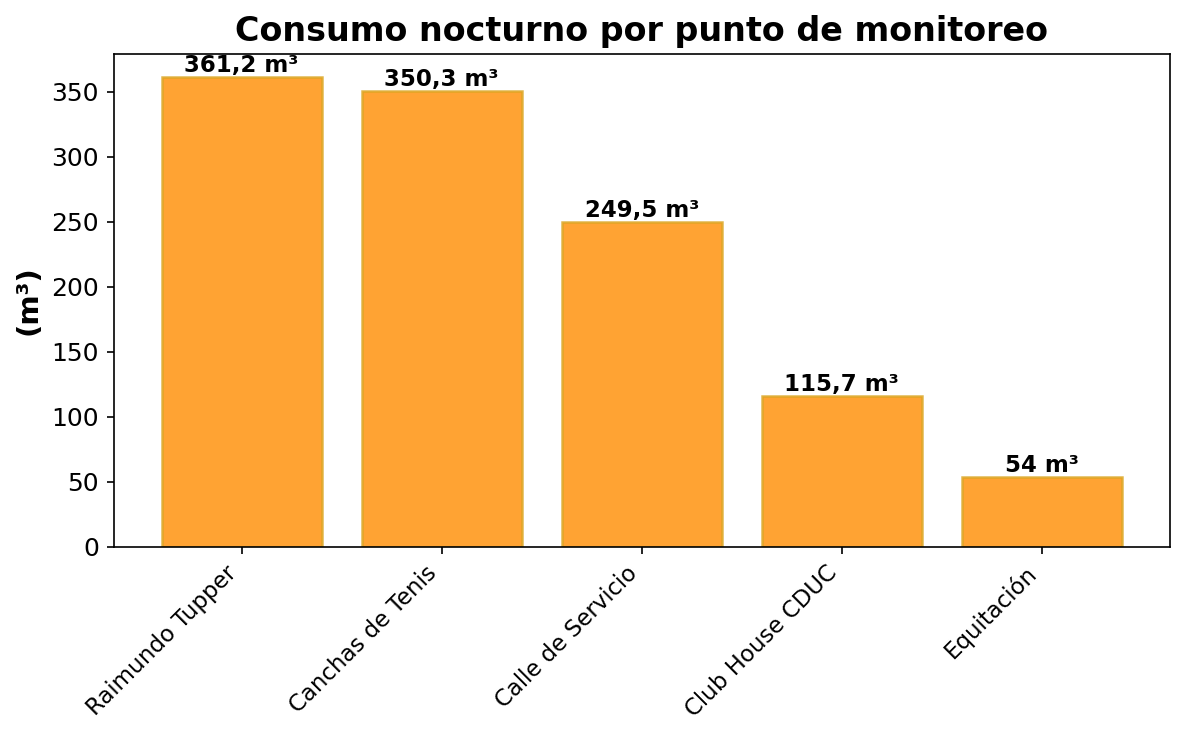 Consumo nocturno por punto de monitoreo
(m³)
350
300
250
200
150
100
50
0
361,2 m³
350,3 m³
249,5 m³
115,7 m³
54 m³
Raimundo Tupper
Canchas de Tenis
Calle de Servicio
Club House CDUC
Equitación